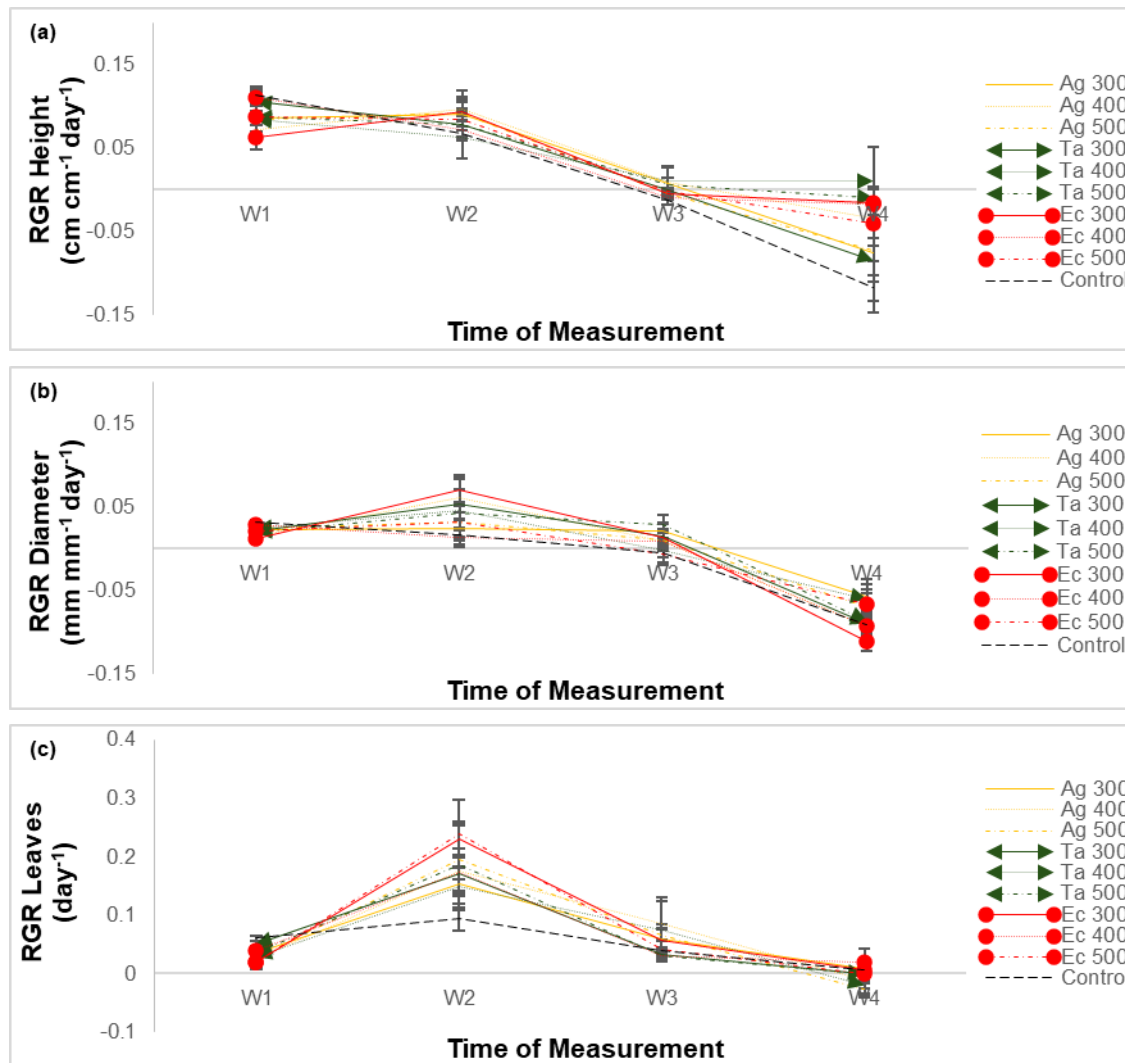 (a)
0.15
0.05
-0.05
-0.15
RGR Height
(cm cm⁻¹ day⁻¹)
W1 W2 W3 W4
Time of Measurement
Ag 300
Ag 400
Ag 500
Ta 300
Ta 400
Ta 500
Ec 300
Ec 400
Ec 500
Control
(b)
0.15
0.05
-0.05
-0.15
RGR Diameter
(mm mm⁻¹ day⁻¹)
W1 W2 W3 W4
Time of Measurement
Ag 300
Ag 400
Ag 500
Ta 300
Ta 400
Ta 500
Ec 300
Ec 400
Ec 500
Control
(c)
0.4
0.3
0.2
0.1
0
-0.1
RGR Leaves
(day⁻¹)
W1 W2 W3 W4
Time of Measurement
Ag 300
Ag 400
Ag 500
Ta 300
Ta 400
Ta 500
Ec 300
Ec 400
Ec 500
Control